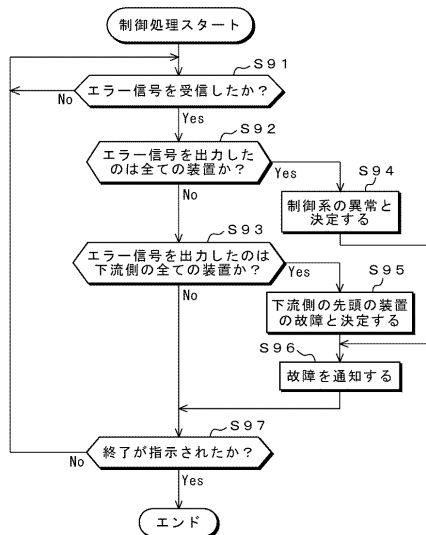 制御処理スタート
S91
エラー信号を受信したか？
No
Yes
S92
エラー信号を出力した
のは全ての装置か？
Yes
No
S94
制御系の異常と
決定する
S93
エラー信号を出力したのは
下流側の全ての装置か？
Yes
No
S95
下流側の先頭の装置
の故障と決定する
S96
故障を通知する
S97
終了が指示されたか？
No
Yes
エンド